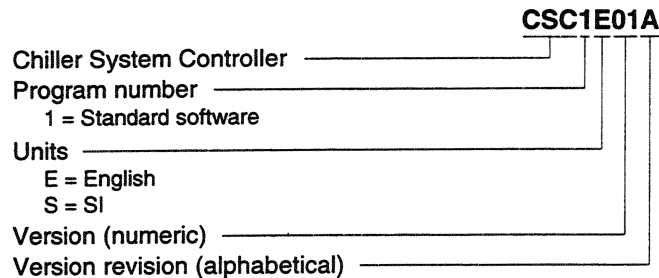 CSC1E01A
Chiller System Controller
Program number
1 = Standard software
Units
E = English
S = SI
Version (numeric)
Version revision (alphabetical)